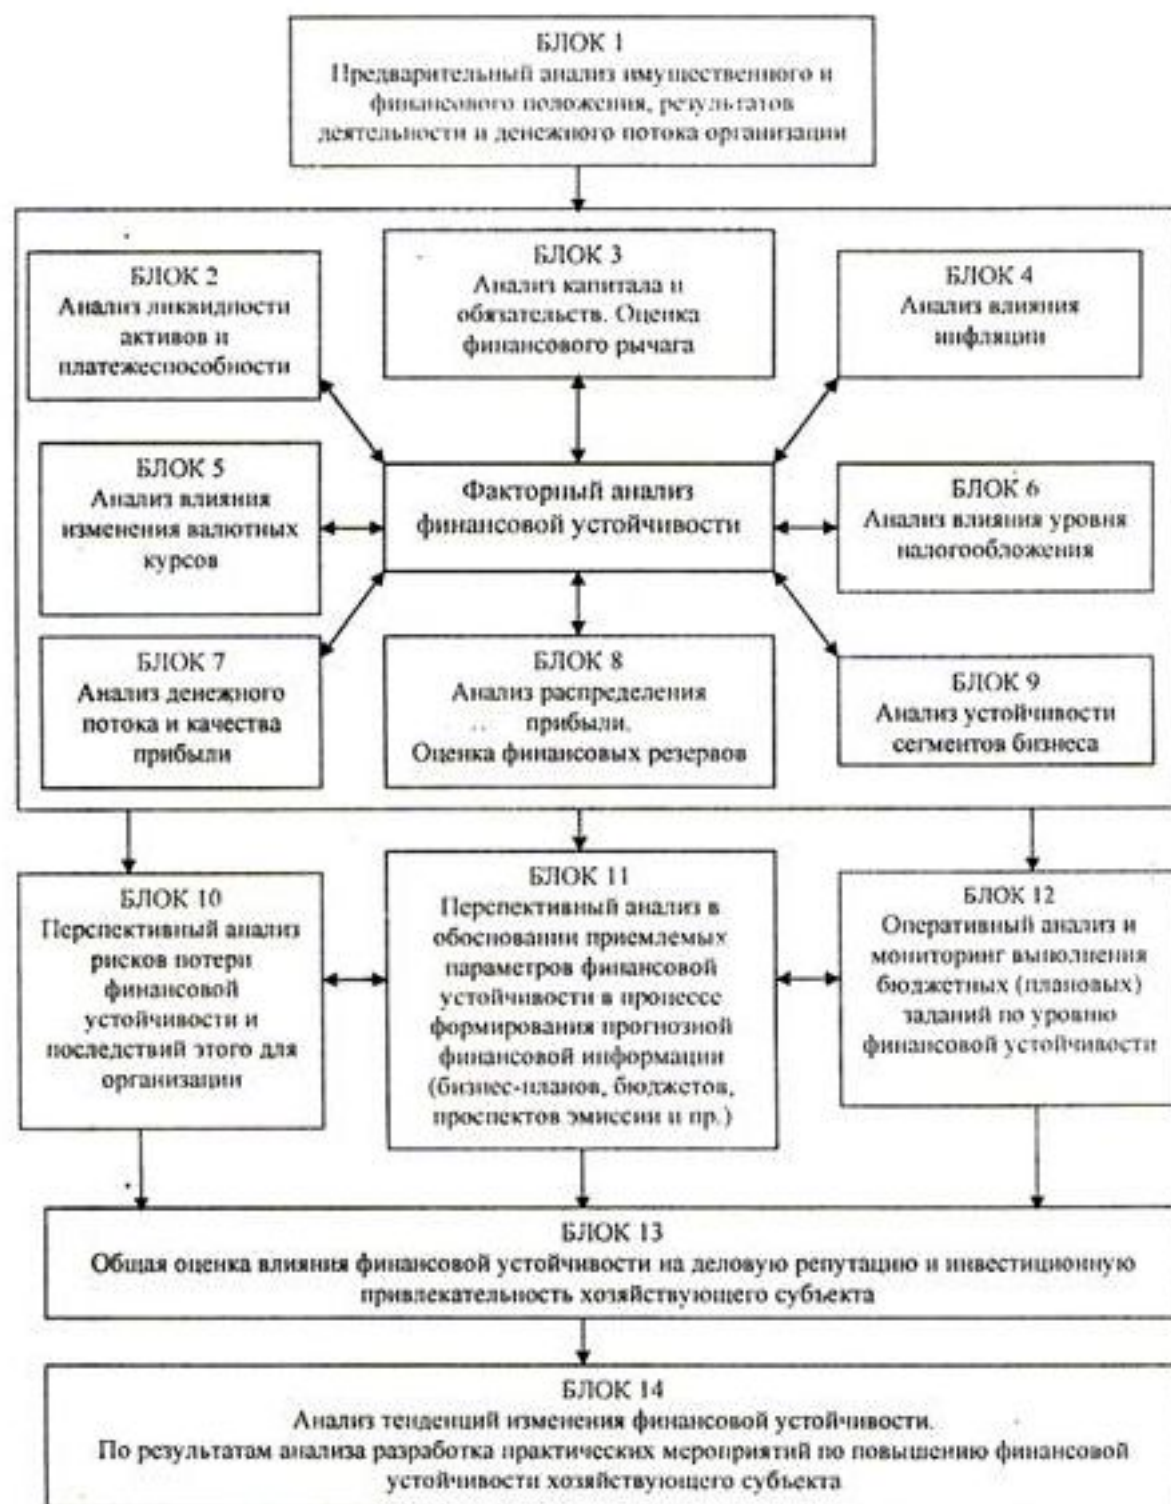 БЛОК 1
Предварительный анализ имущественного и
финансового положения, результатов
деятельности и денежного потока организации
БЛОК 2
Анализ ликвидности
активов и
платежеспособности
БЛОК 3
Анализ капитала и
обязательств. Оценка
финансового рычага
БЛОК 4
Анализ влияния
инфляции
БЛОК 5
Анализ влияния
изменения валютных
курсов
Факторный анализ
финансовой устойчивости
БЛОК 6
Анализ влияния уровня
налогообложения
БЛОК 7
Анализ денежного
потока и качества
прибыли
БЛОК 8
Анализ распределения
прибыли.
Оценка финансовых резервов
БЛОК 9
Анализ устойчивости
сегментов бизнеса
БЛОК 10
Перспективный анализ
рисков потери
финансовой
устойчивости и
последствий этого для
организации
БЛОК 11
Перспективный анализ в
обосновании приемлемых
параметров финансовой
устойчивости в процессе
формирования прогнозной
финансовой информации
(бизнес-планов, бюджетов,
проспектов эмиссии и пр.)
БЛОК 12
Оперативный анализ и
мониторинг выполнения
бюджетных (плановых)
заданий по уровню
финансовой устойчивости
БЛОК 13
Общая оценка влияния финансовой устойчивости на деловую репутацию и инвестиционную
привлекательность хозяйствующего субъекта
БЛОК 14
Анализ тенденций изменения финансовой устойчивости.
По результатам анализа разработка практических мероприятий по повышению финансовой
устойчивости хозяйствующего субъекта